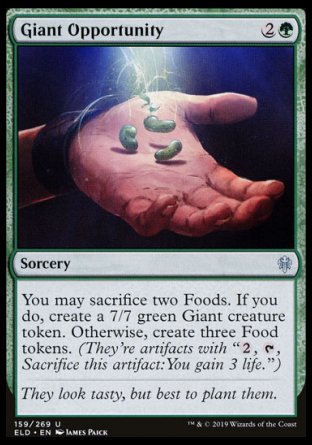 Giant Opportunity 2
Sorcery
You may sacrifice two Foods. If you
do, create a 7/7 green Giant creature
token. Otherwise, create three Food
tokens. (They're artifacts with “2, ,
Sacrifice this artifact:You gain 3 life.”)
They look tasty, but best to plant them.
159/269 U
ELD • EN JAMES PAICK
™ & © 2019 Wizards of the Coast